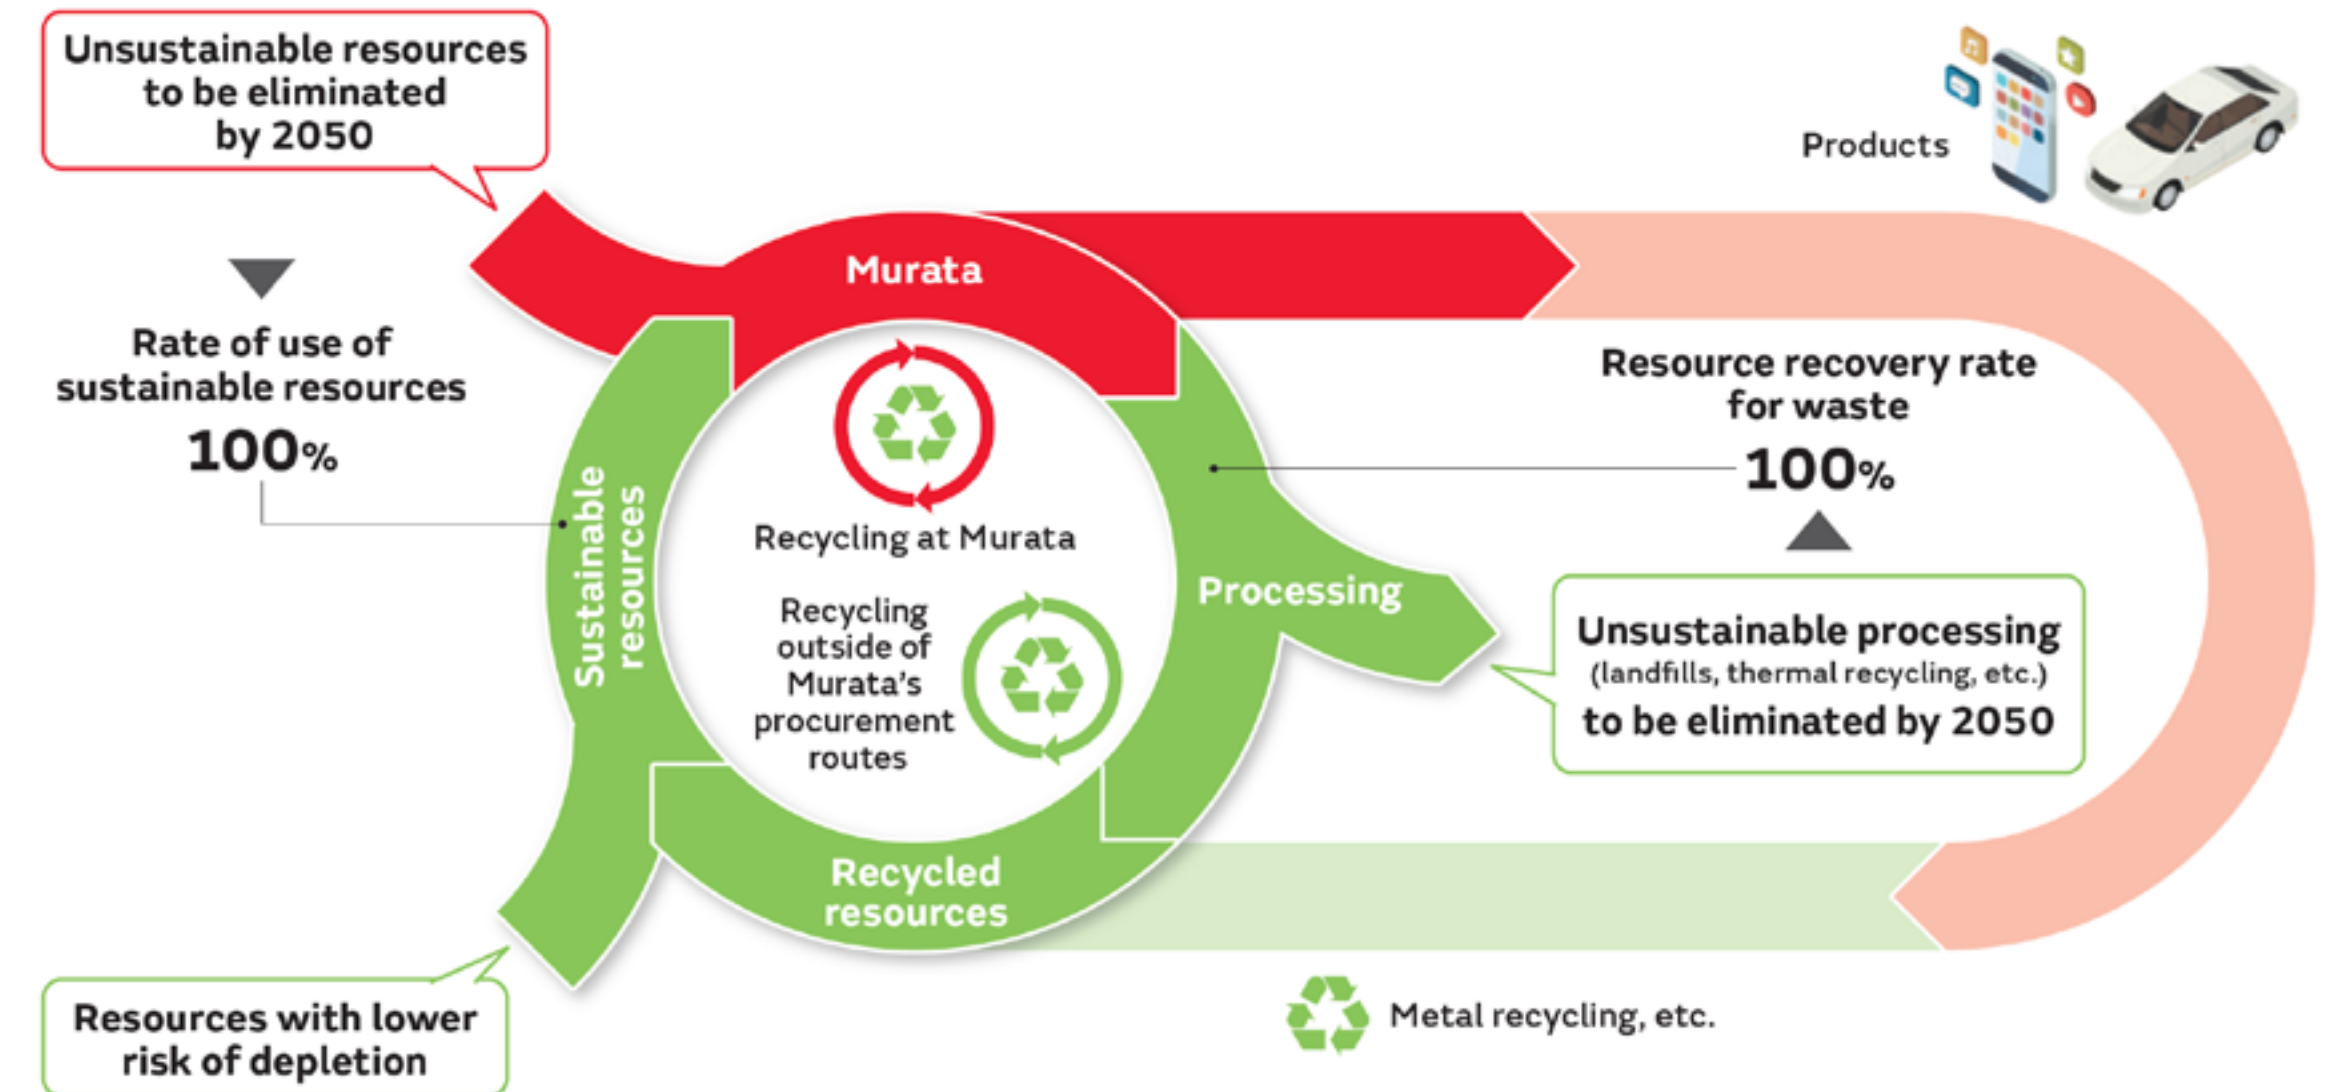 Unsustainable resources
to be eliminated
by 2050
Rate of use of
sustainable resources
100%
Murata
Products
Resource recovery rate
for waste
100%
Sustainable
resources
Recycling at Murata
Recycling
outside of
Murata's
procurement
routes
Processing
Unsustainable processing
(landfills, thermal recycling, etc.)
to be eliminated by 2050
Recycled
resources
Resources with lower
risk of depletion
Metal recycling, etc.